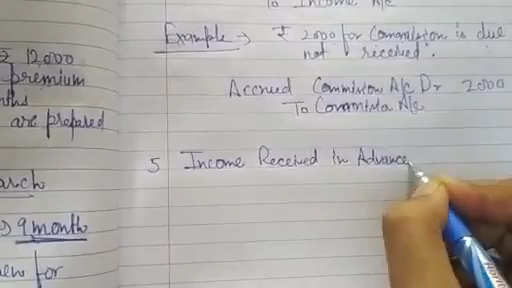 ₹ 12000
premium
are prepared
9 month
for
To Income A/c
Example → ₹ 2000 for Commission is due
not received.
Accrued Commission A/c Dr 2000
To A/c
5 Income Received in Advance